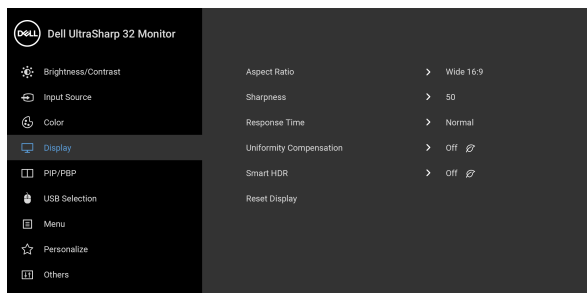 DELL Dell UltraSharp 32 Monitor
Brightness/Contrast
Aspect Ratio Wide 16:9
Input Source
Sharpness 50
Color
Response Time Normal
Display
Uniformity Compensation Off
PIP/PBP
Smart HDR Off
USB Selection
Reset Display
Menu
Personalize
Others